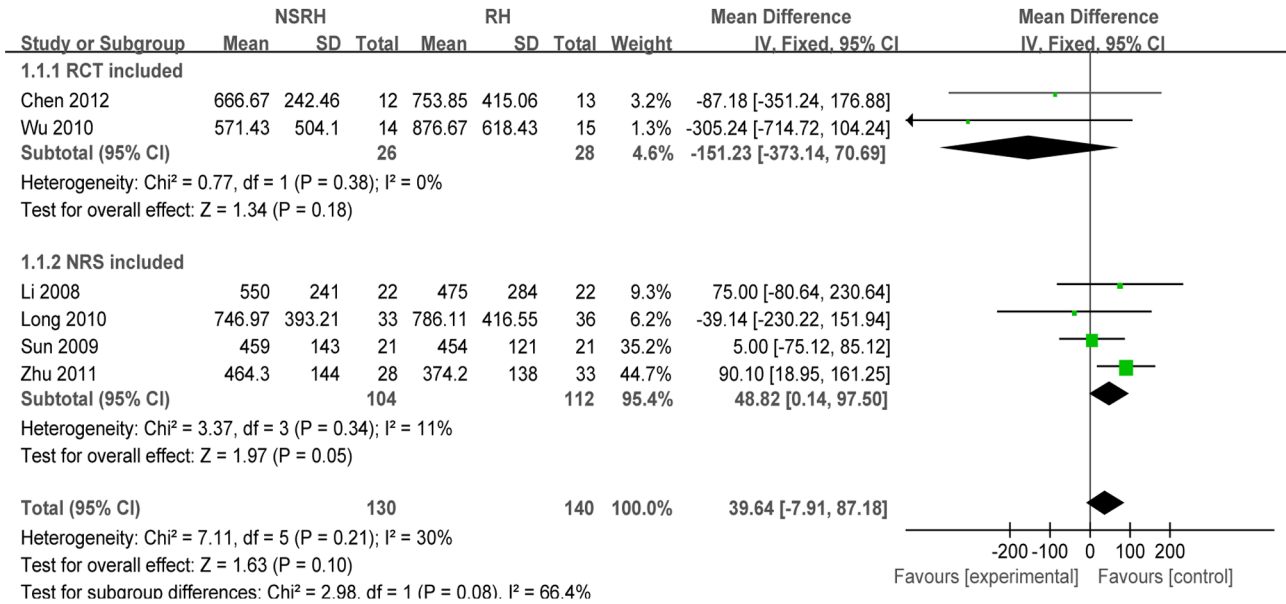 NSRH RH Mean Difference Mean Difference
Study or Subgroup Mean SD Total Mean SD Total Weight IV, Fixed, 95% CI IV, Fixed, 95% CI
1.1.1 RCT included
Chen 2012 666.67 242.46 12 753.85 415.06 13 3.2% -87.18 [-351.24, 176.88]
Wu 2010 571.43 504.1 14 876.67 618.43 15 1.3% -305.24 [-714.72, 104.24]
Subtotal (95% CI) 26 28 4.6% -151.23 [-373.14, 70.69]
Heterogeneity: Chi² = 0.77, df = 1 (P = 0.38); I² = 0%
Test for overall effect: Z = 1.34 (P = 0.18)
1.1.2 NRS included
Li 2008 550 241 22 475 284 22 9.3% 75.00 [-80.64, 230.64]
Long 2010 746.97 393.21 33 786.11 416.55 36 6.2% -39.14 [-230.22, 151.94]
Sun 2009 459 143 21 454 121 21 35.2% 5.00 [-75.12, 85.12]
Zhu 2011 464.3 144 28 374.2 138 33 44.7% 90.10 [18.95, 161.25]
Subtotal (95% CI) 104 112 95.4% 48.82 [0.14, 97.50]
Heterogeneity: Chi² = 3.37, df = 3 (P = 0.34); I² = 11%
Test for overall effect: Z = 1.97 (P = 0.05)
Total (95% CI) 130 140 100.0% 39.64 [-7.91, 87.18]
Heterogeneity: Chi² = 7.11, df = 5 (P = 0.21); I² = 30%
Test for overall effect: Z = 1.63 (P = 0.10)
Test for subgroup differences: Chi² = 2.98, df = 1 (P = 0.08), I² = 66.4%
-200 -100 0 100 200
Favours [experimental] Favours [control]